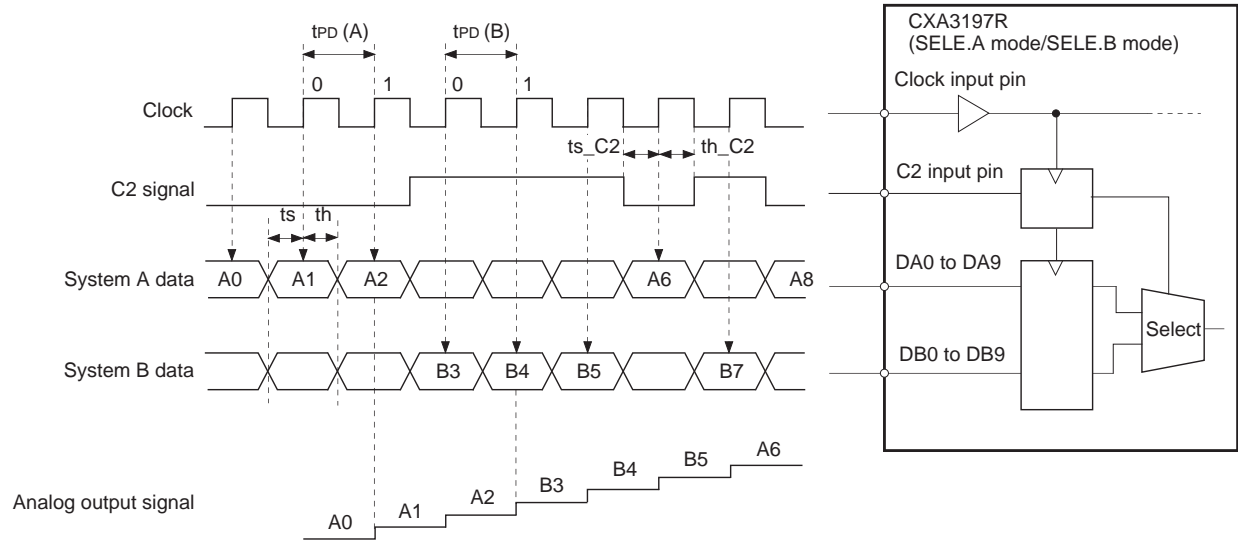 tPD (A)
tPD (B)
0
1
0
1
Clock
ts_C2
th_C2
C2 signal
ts
th
System A data
A0
A1
A2
A6
A8
System B data
B3
B4
B5
B7
Analog output signal
A0
A1
A2
B3
B4
B5
A6
CXA3197R
(SELE.A mode/SELE.B mode)
Clock input pin
C2 input pin
DA0 to DA9
Select
DB0 to DB9